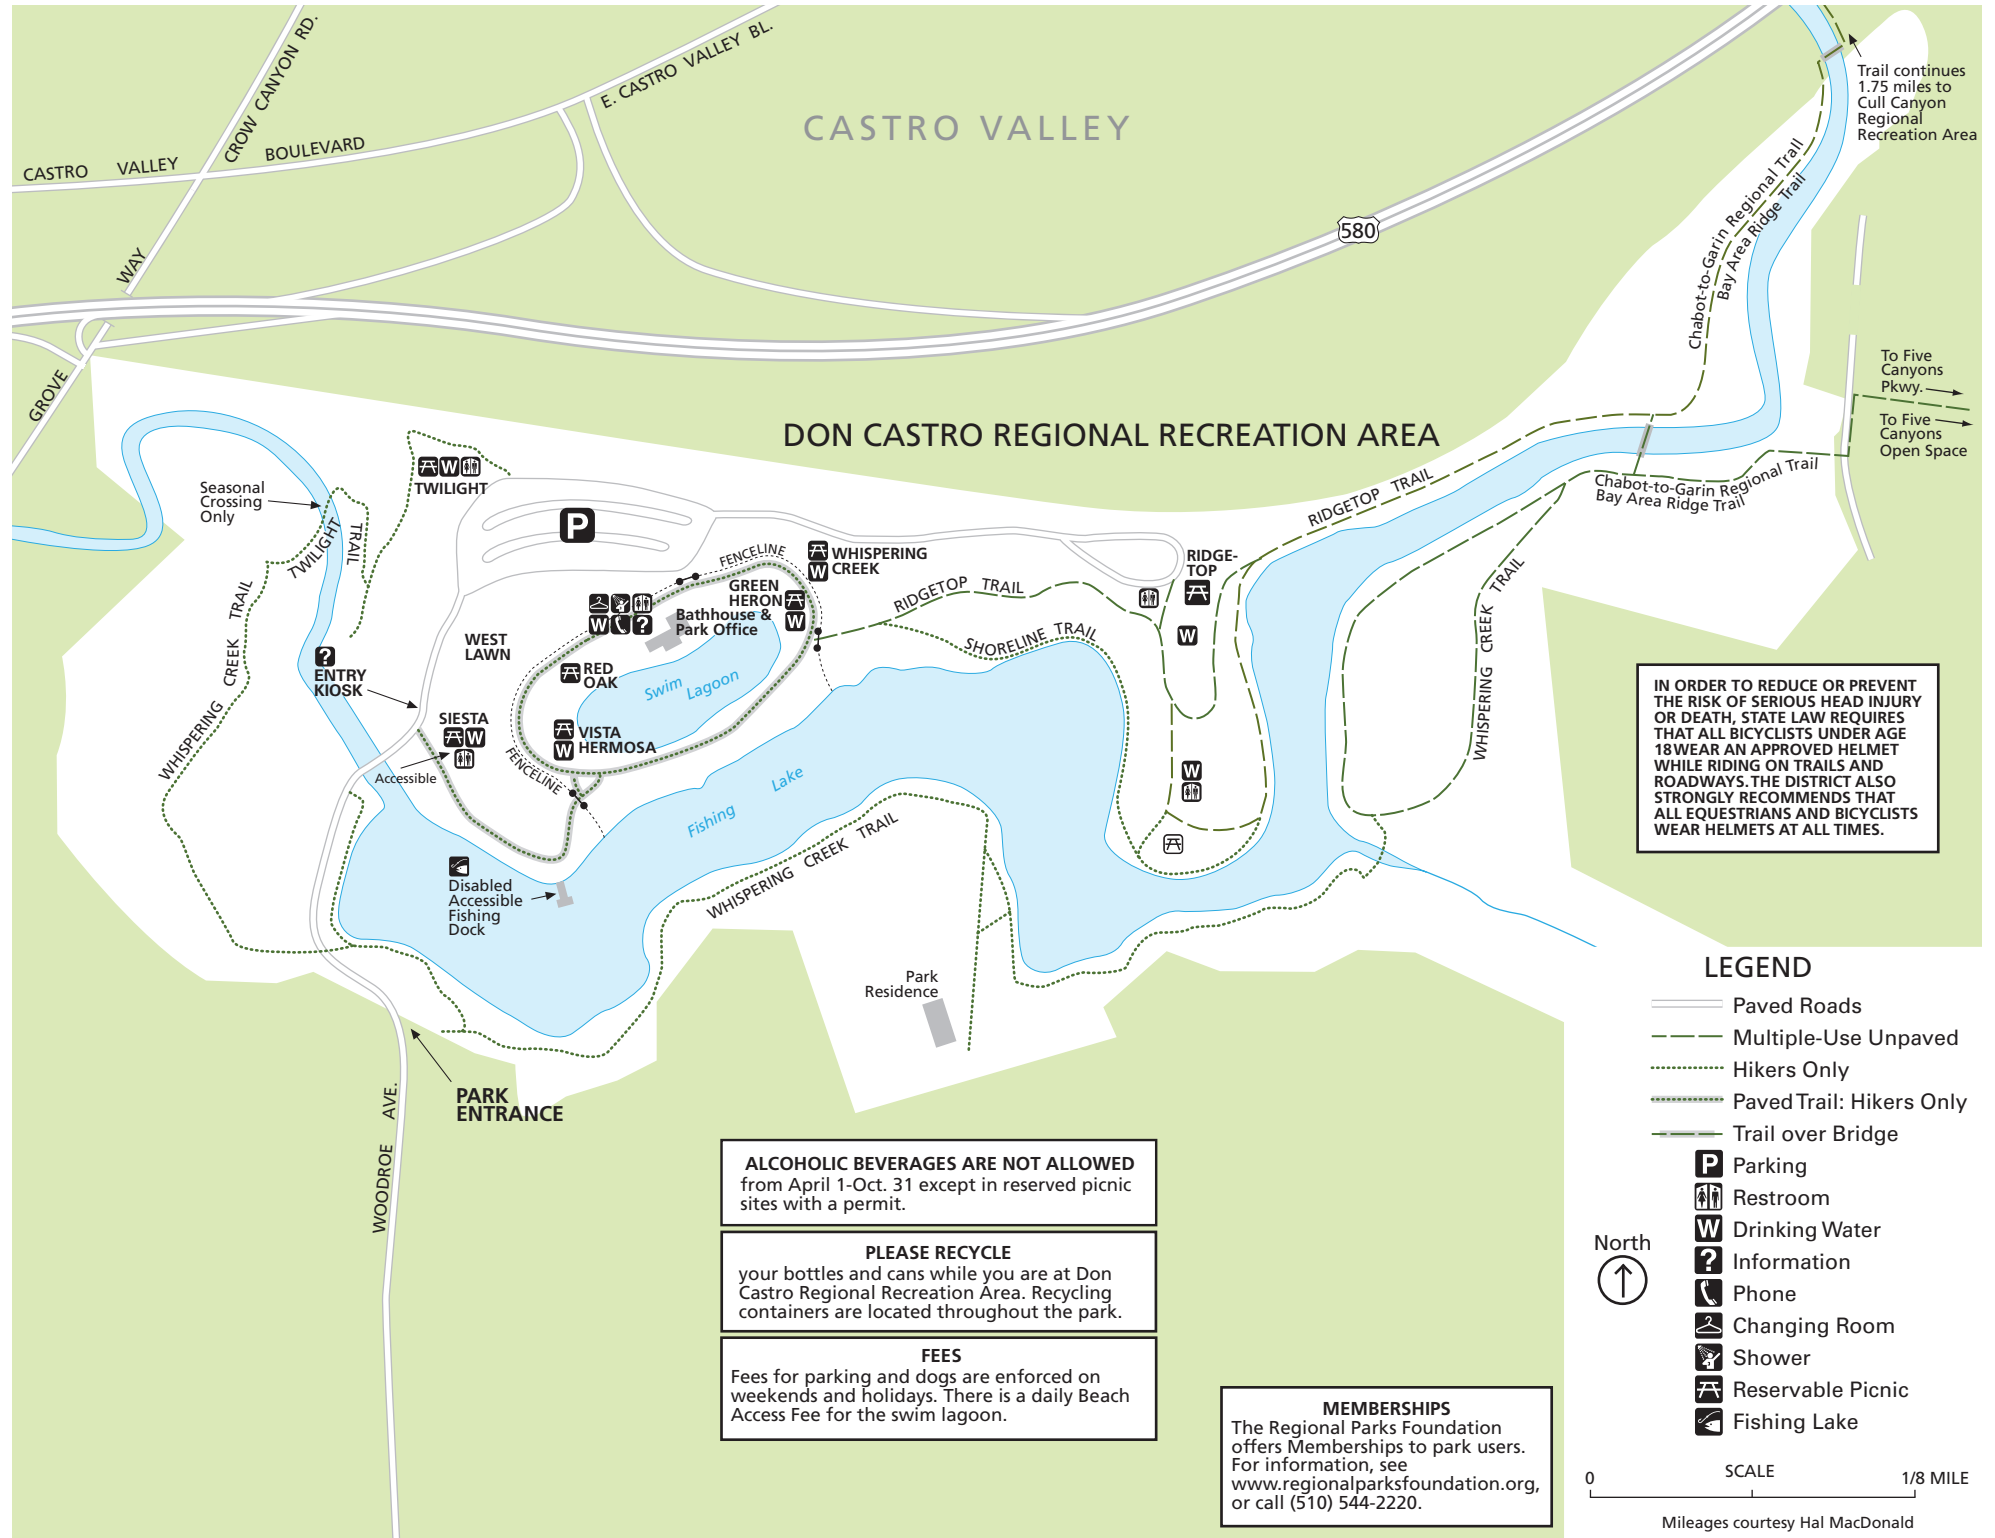 CASTRO VALLEY BOULEVARD
CROW CANYON RD.
E. CASTRO VALLEY BL.
CASTRO VALLEY
WAY
GROVE
580
Trail continues
1.75 miles to
Cull Canyon
Regional
Recreation Area
Chabot-to-Garin Regional Trail
Bay Area Ridge Trail
To Five
Canyons
Pkwy.
To Five
Canyons
Open Space
DON CASTRO REGIONAL RECREATION AREA
Chabot-to-Garin Regional Trail
Bay Area Ridge Trail
RIDGETOP TRAIL
Seasonal
Crossing
Only
W
TWILIGHT
TWILIGHT TRAIL
P
FENCELINE
W
WHISPERING
CREEK
RIDGE-
TOP
W
RIDGETOP TRAIL
SHORELINE TRAIL
WHISPERING CREEK TRAIL
WHISPERING CREEK TRAIL
GREEN
HERON
W
Bathhouse &
Park Office
W ?
WEST
LAWN
RED
OAK
Swim Lagoon
?
ENTRY
KIOSK
SIESTA
W
Accessible
VISTA
HERMOSA
W
FENCELINE
W
Fishing Lake
WHISPERING CREEK TRAIL
Disabled
Accessible
Fishing
Dock
Park
Residence
PARK
ENTRANCE
WOODROE AVE.
IN ORDER TO REDUCE OR PREVENT
THE RISK OF SERIOUS HEAD INJURY
OR DEATH, STATE LAW REQUIRES
THAT ALL BICYCLISTS UNDER AGE
18 WEAR AN APPROVED HELMET
WHILE RIDING ON TRAILS AND
ROADWAYS. THE DISTRICT ALSO
STRONGLY RECOMMENDS THAT
ALL EQUESTRIANS AND BICYCLISTS
WEAR HELMETS AT ALL TIMES.
LEGEND
Paved Roads
Multiple-Use Unpaved
Hikers Only
Paved Trail: Hikers Only
Trail over Bridge
P Parking
Restroom
W Drinking Water
? Information
Phone
Changing Room
Shower
Reservable Picnic
Fishing Lake
North
0 SCALE 1/8 MILE
Mileages courtesy Hal MacDonald
ALCOHOLIC BEVERAGES ARE NOT ALLOWED
from April 1-Oct. 31 except in reserved picnic
sites with a permit.
PLEASE RECYCLE
your bottles and cans while you are at Don
Castro Regional Recreation Area. Recycling
containers are located throughout the park.
FEES
Fees for parking and dogs are enforced on
weekends and holidays. There is a daily Beach
Access Fee for the swim lagoon.
MEMBERSHIPS
The Regional Parks Foundation
offers Memberships to park users.
For information, see
www.regionalparksfoundation.org,
or call (510) 544-2220.